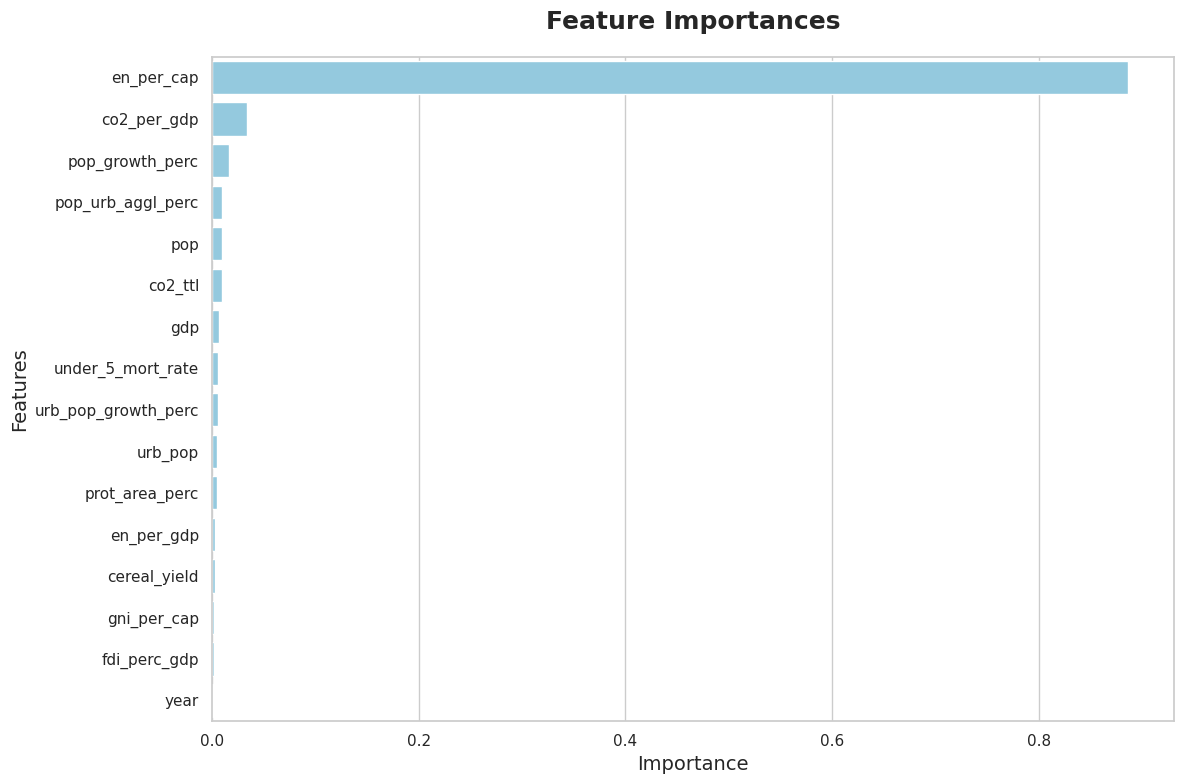 Feature Importances
Features
en_per_cap
co2_per_gdp
pop_growth_perc
pop_urb_aggl_perc
pop
co2_ttl
gdp
under_5_mort_rate
urb_pop_growth_perc
urb_pop
prot_area_perc
en_per_gdp
cereal_yield
gni_per_cap
fdi_perc_gdp
year
0.0 0.2 0.4 0.6 0.8
Importance